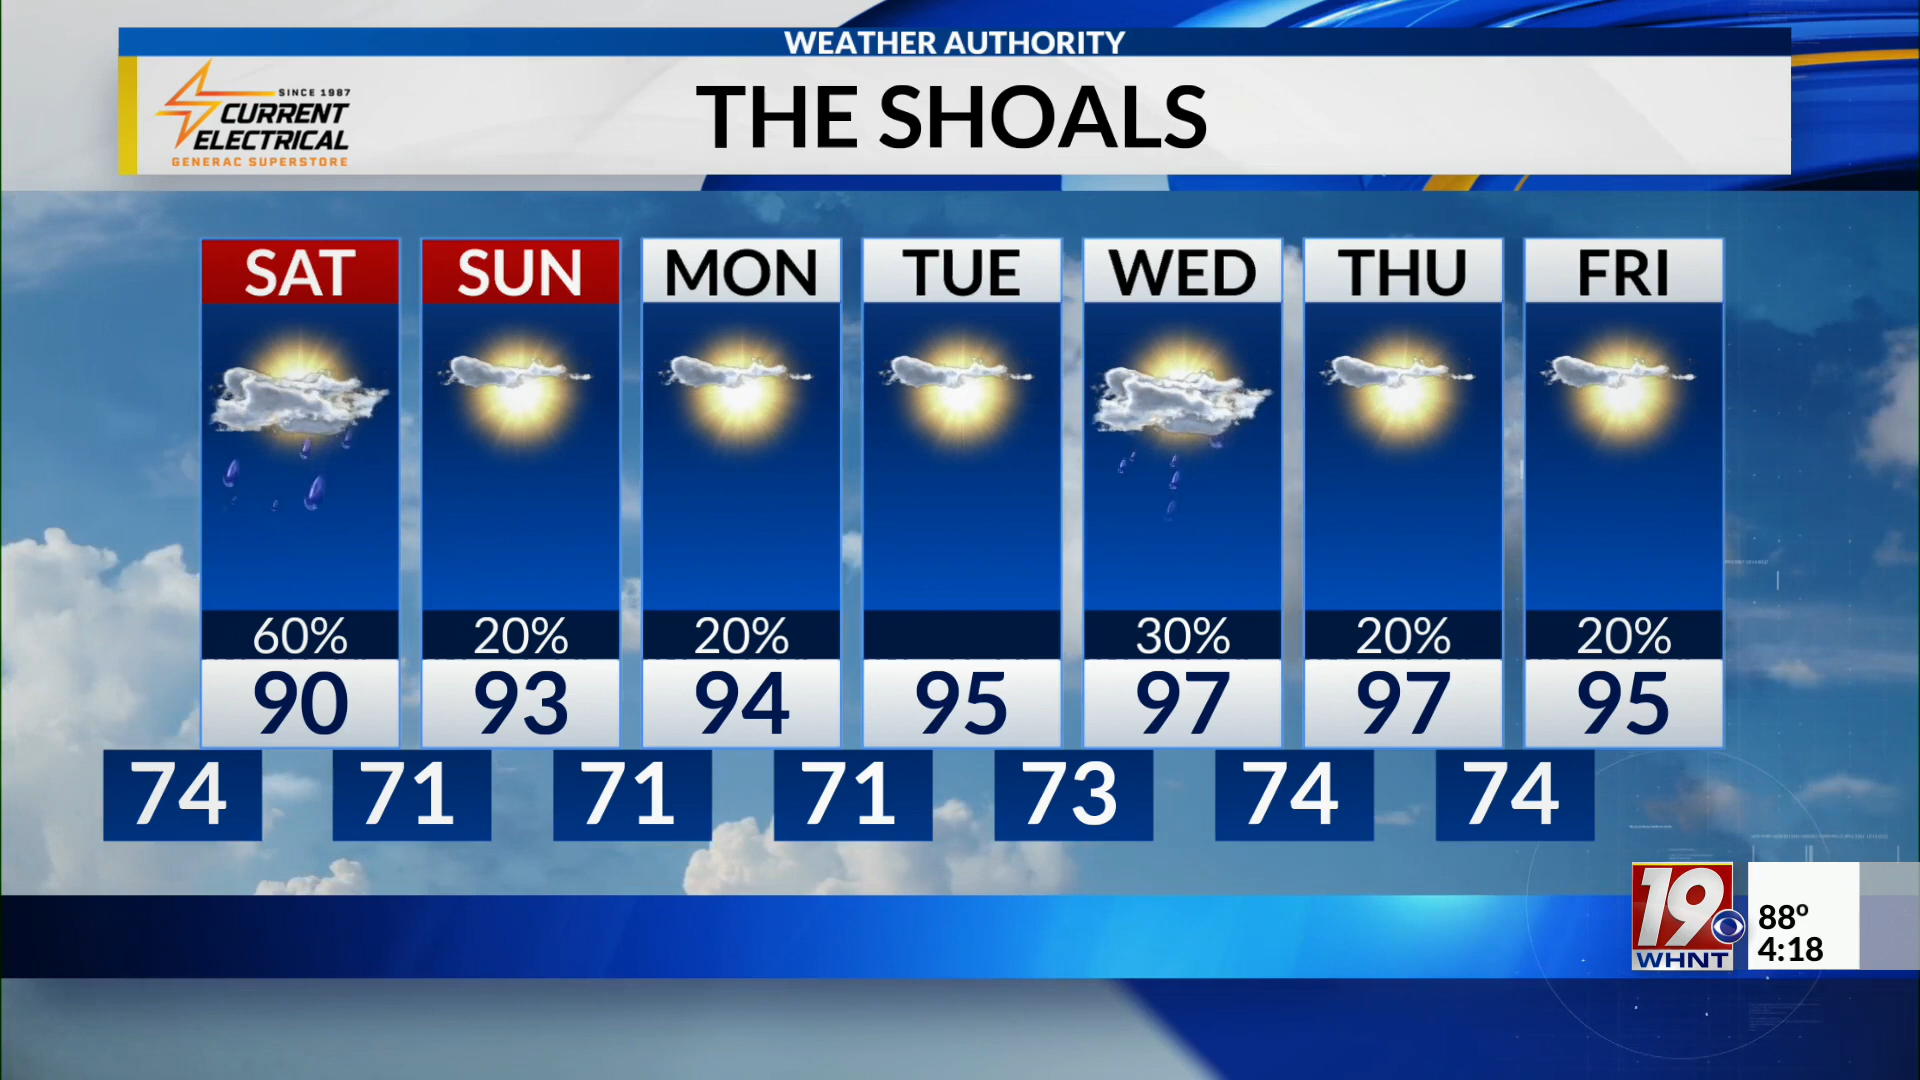 WEATHER AUTHORITY
SINCE 1987
CURRENT
ELECTRICAL
GENERAC SUPERSTORE
THE SHOALS
SAT SUN MON TUE WED THU FRI
60% 20% 20% 30% 20% 20%
90 93 94 95 97 97 95
74 71 71 71 73 74 74
19
WHNT
88º
4:18